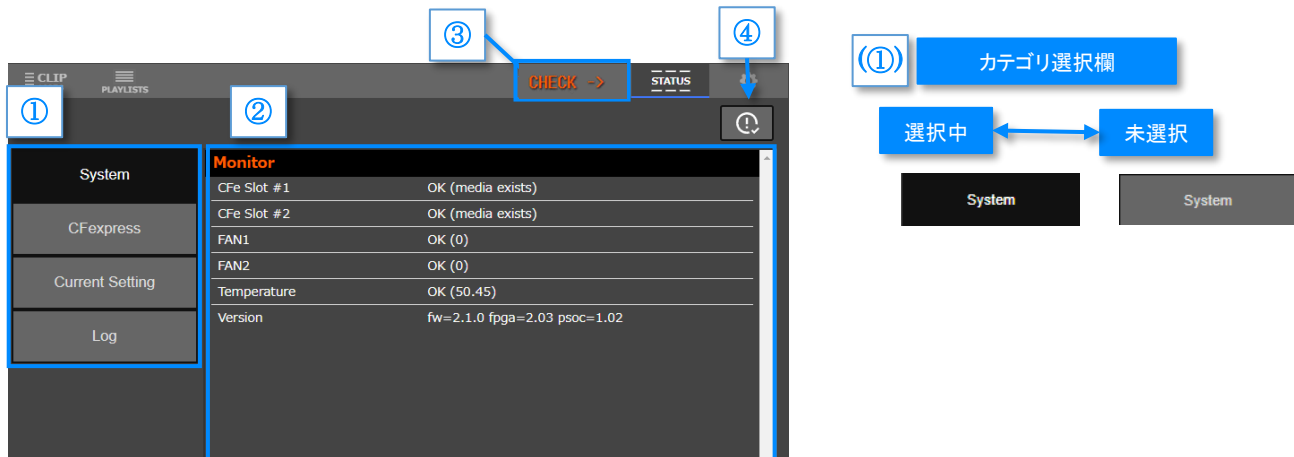 ③
④
(①)
カテゴリ選択欄
CLIP
PLAYLISTS
CHECK ->
STATUS
①
②
選択中
未選択
System
Monitor
CFe Slot #1 OK (media exists)
CFe Slot #2 OK (media exists)
CFexpress
FAN1 OK (0)
FAN2 OK (0)
Current Setting
Temperature OK (50.45)
Version fw=2.1.0 fpga=2.03 psoc=1.02
Log
System
System